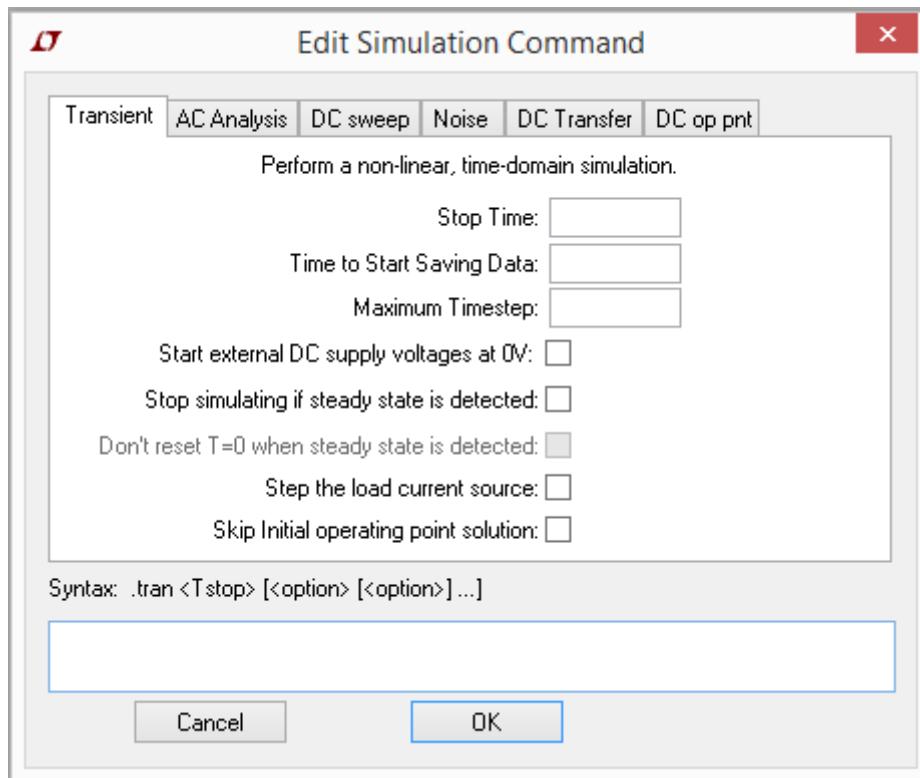 Edit Simulation Command
Transient AC Analysis DC sweep Noise DC Transfer DC op pnt
Perform a non-linear, time-domain simulation.
Stop Time:
Time to Start Saving Data:
Maximum Timestep:
Start external DC supply voltages at 0V:
Stop simulating if steady state is detected:
Don't reset T=0 when steady state is detected:
Step the load current source:
Skip Initial operating point solution:
Syntax: .tran <Tstop> [<option> [<option>] ...]
Cancel OK